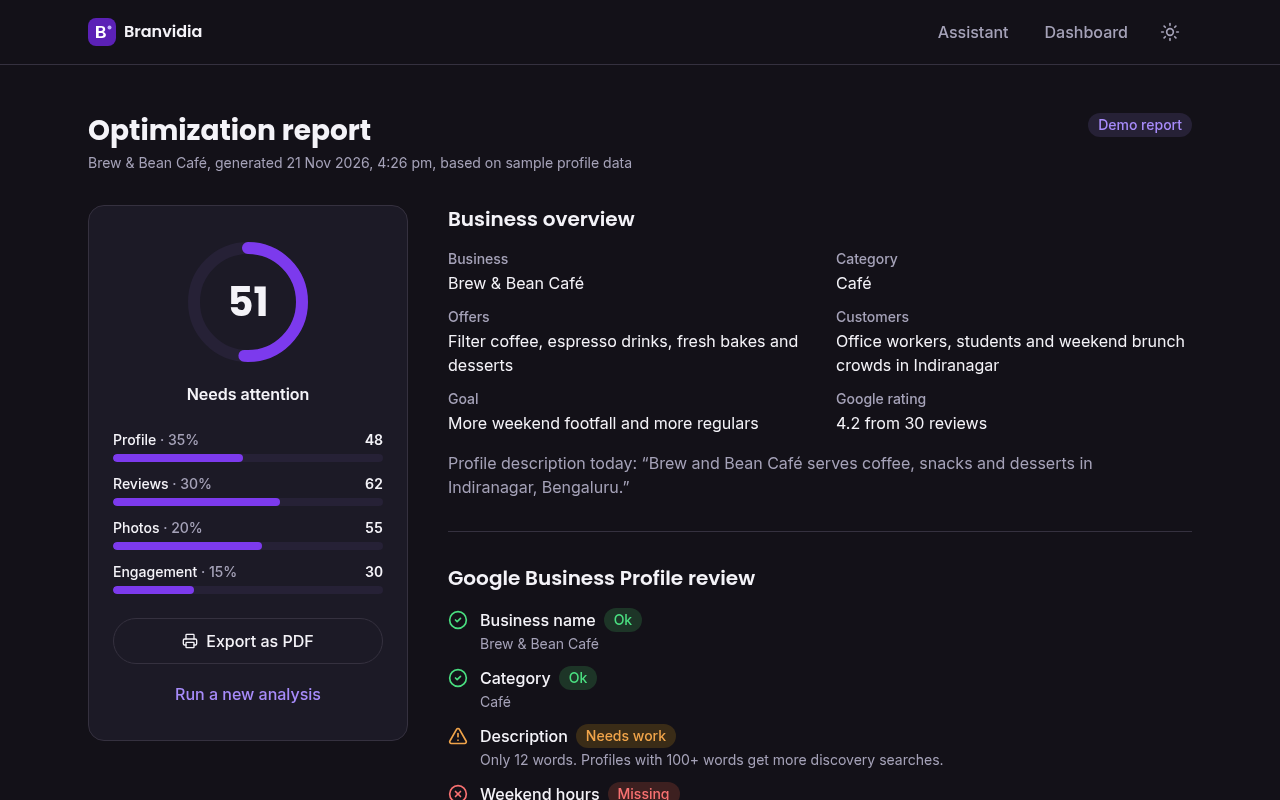 B
Branvidia
Assistant
Dashboard
Optimization report
Demo report
Brew & Bean Café, generated 21 Nov 2026, 4:26 pm, based on sample profile data
51
Needs attention
Profile · 35%
48
Reviews · 30%
62
Photos · 20%
55
Engagement · 15%
30
Export as PDF
Run a new analysis
Business overview
Business
Brew & Bean Café
Category
Café
Offers
Filter coffee, espresso drinks, fresh bakes and
desserts
Customers
Office workers, students and weekend brunch
crowds in Indiranagar
Goal
More weekend footfall and more regulars
Google rating
4.2 from 30 reviews
Profile description today: “Brew and Bean Café serves coffee, snacks and desserts in
Indiranagar, Bengaluru.”
Google Business Profile review
Business name
Ok
Brew & Bean Café
Category
Ok
Café
Description
Needs work
Only 12 words. Profiles with 100+ words get more discovery searches.
Weekend hours
Missing